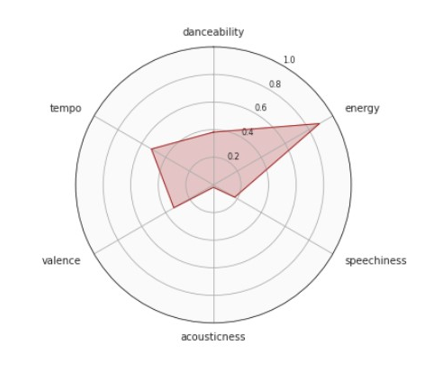 danceability
1.0
0.8
tempo
0.6
energy
0.4
0.2
valence
speechiness
acousticness